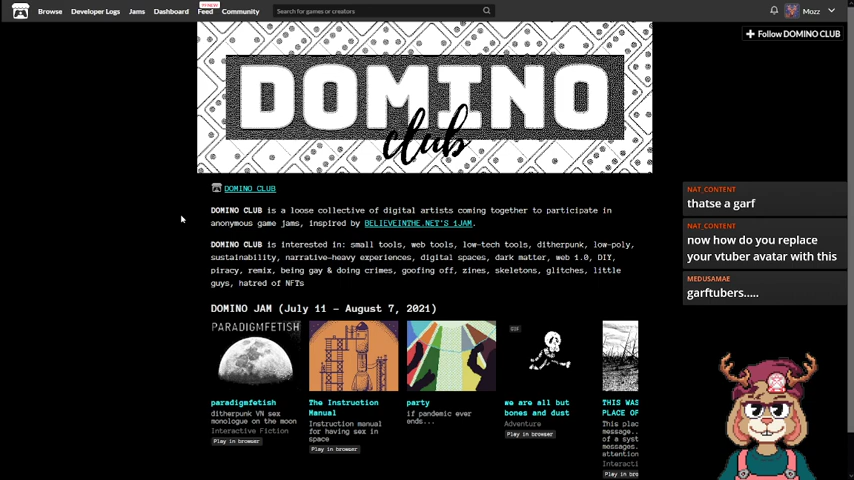 Browse Developer Logs Jams Dashboard Feed Community Search for games or creators Mozz
Follow DOMINO CLUB
DOMINO
club
DOMINO CLUB
DOMINO CLUB is a loose collective of digital artists coming together to participate in
anonymous game jams, inspired by BELIEVEINTHE.NET'S 1JAM.
DOMINO CLUB is interested in: small tools, web tools, low-tech tools, ditherpunk, low-poly,
sustainability, narrative-heavy experiences, digital spaces, dark matter, web 1.0, DIY,
piracy, remix, being gay & doing crimes, goofing off, zines, skeletons, glitches, little
guys, hatred of NFTs
DOMINO JAM (July 11 - August 7, 2021)
PARADIGMFETISH
GIF
paradigmfetish
ditherpunk VN sex
monologue on the moon
Interactive Fiction
Play in browser
The Instruction
Manual
Instruction manual
for having sex in
space
Play in browser
party
if pandemic ever
ends...
we are all but
bones and dust
Adventure
Play in browser
THIS WAS
PLACE OF
This plac
message..
of a syst
messages.
attention
Interacti
Play in bro
NAT_CONTENT
thatse a garf
NAT_CONTENT
now how do you replace
your vtuber avatar with this
MEDUSAMAE
garftubers.....